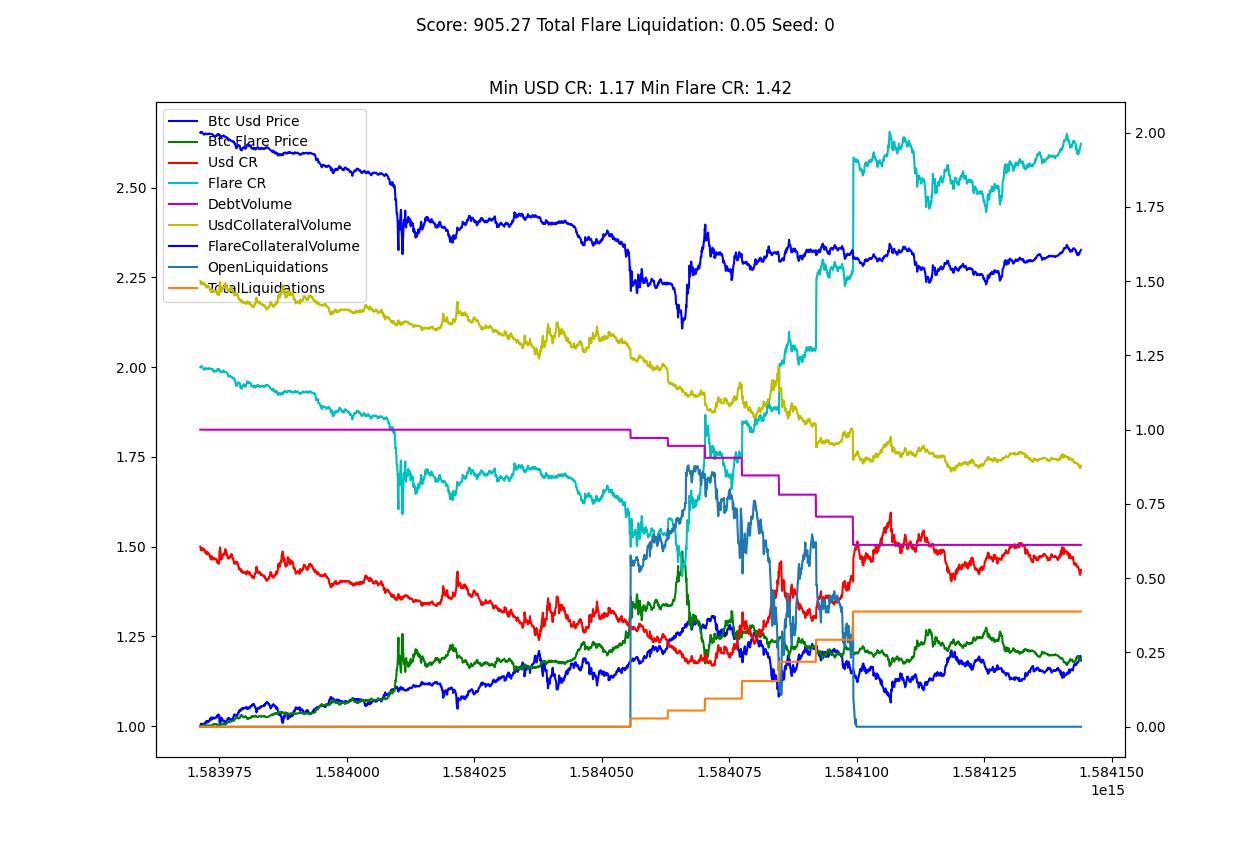 Score: 905.27 Total Flare Liquidation: 0.05 Seed: 0
Min USD CR: 1.17 Min Flare CR: 1.42
Btc Usd Price
Btc Flare Price
Usd CR
Flare CR
DebtVolume
UsdCollateralVolume
FlareCollateralVolume
OpenLiquidations
TotalLiquidations
2.50
2.25
2.00
1.75
1.50
1.25
1.00
2.00
1.75
1.50
1.25
1.00
0.75
0.50
0.25
0.00
1.583975 1.584000 1.584025 1.584050 1.584075 1.584100 1.584125 1.584150
1e15